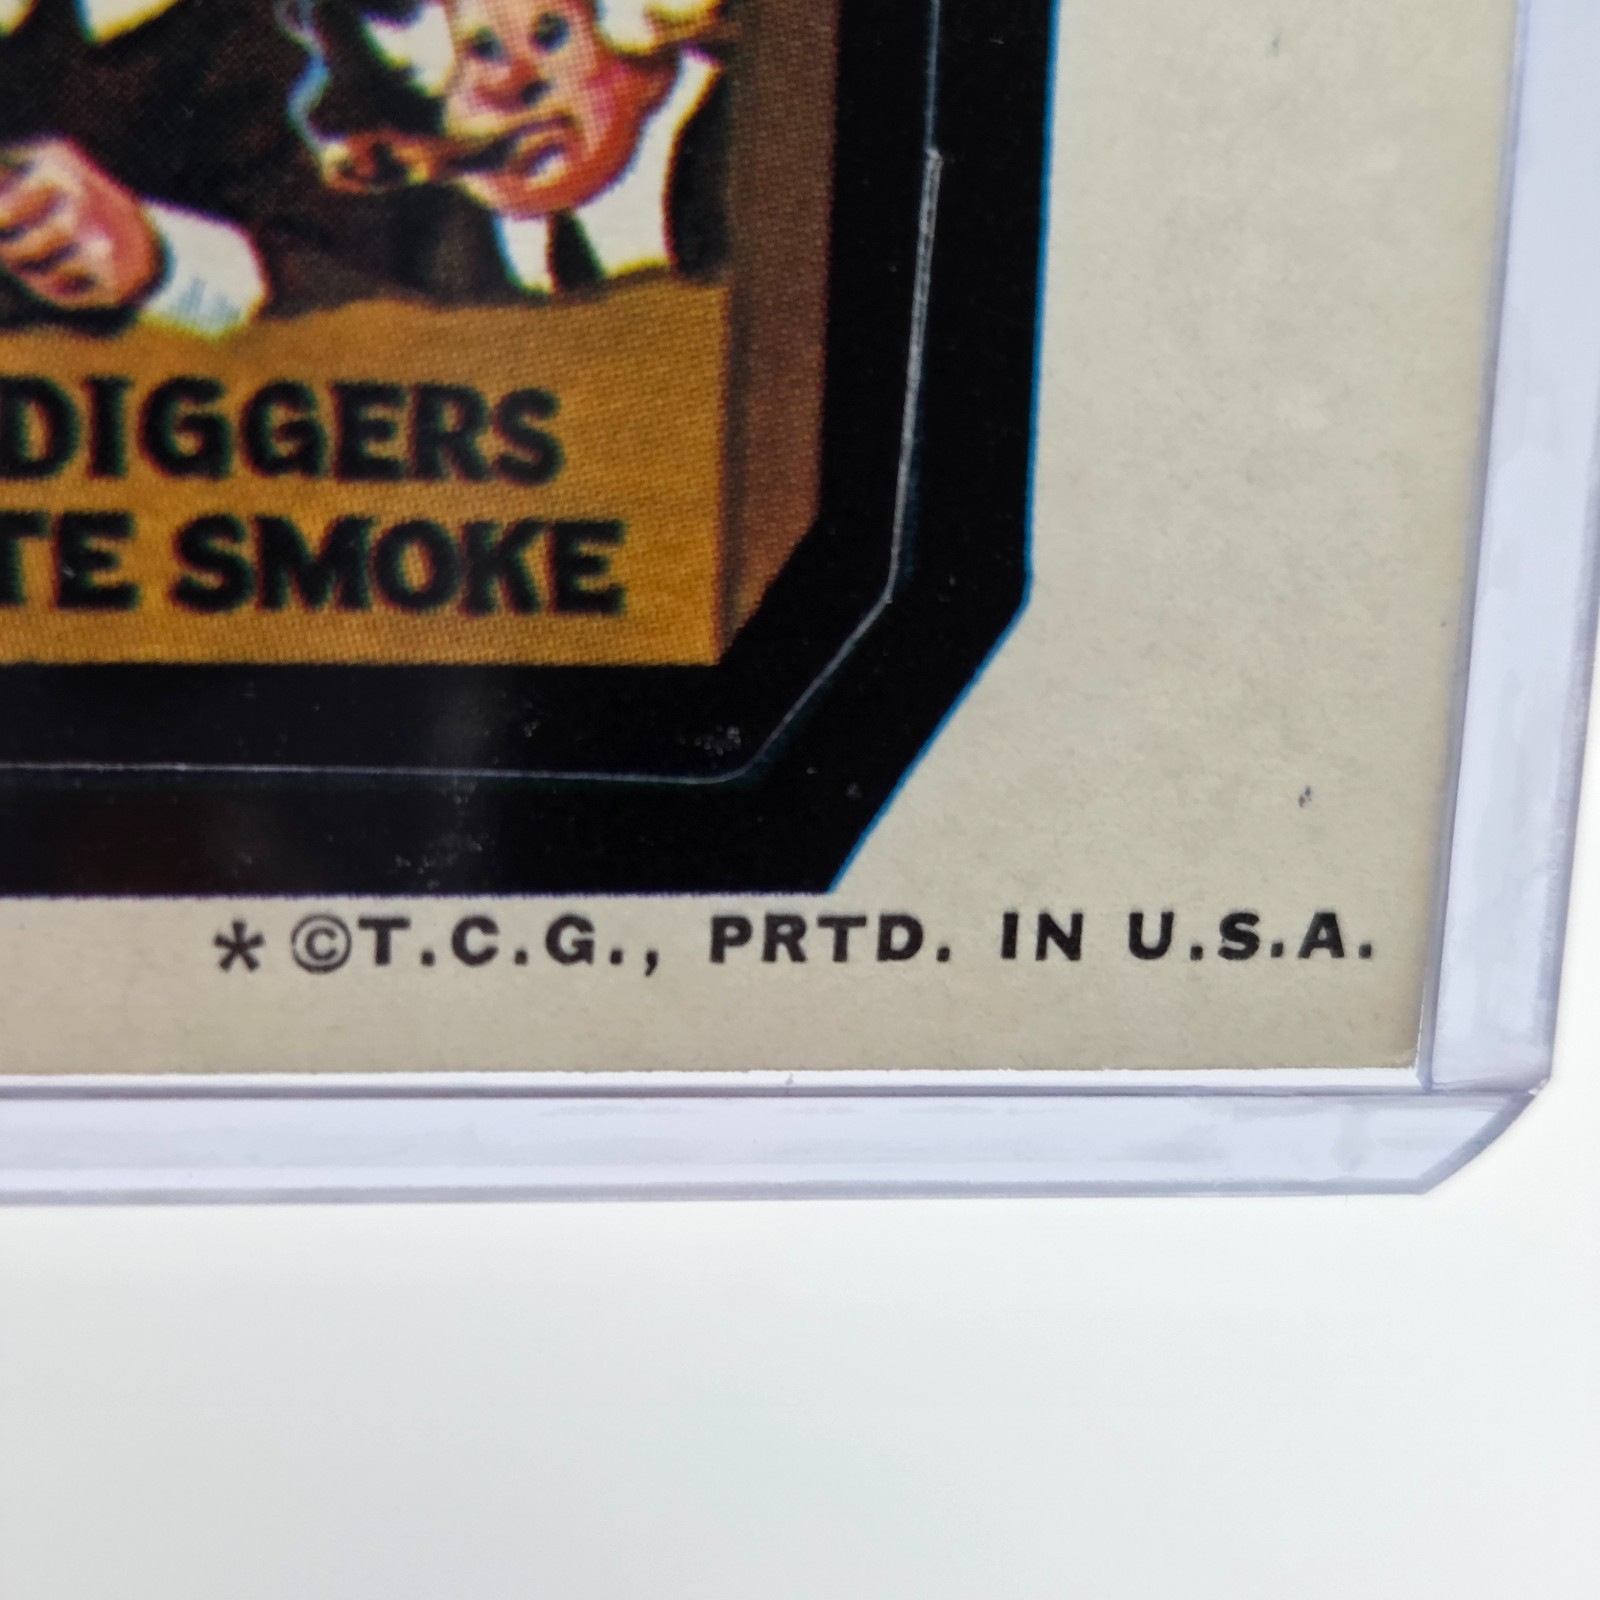 DIGGERS
TE SMOKE
*©T.C.G., PRTD. IN U.S.A.